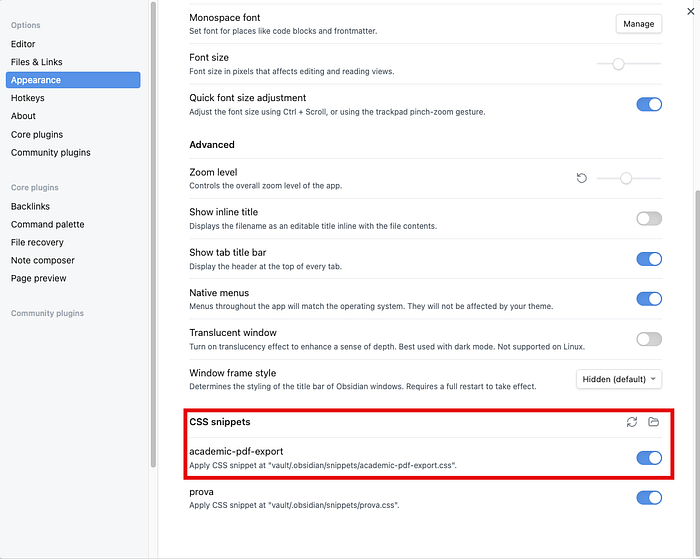 Options
Editor
Files & Links
Appearance
Hotkeys
About
Core plugins
Community plugins
Core plugins
Backlinks
Command palette
File recovery
Note composer
Page preview
Community plugins
Monospace font
Set font for places like code blocks and frontmatter.
Manage
Font size
Font size in pixels that affects editing and reading views.
Quick font size adjustment
Adjust the font size using Ctrl + Scroll, or using the trackpad pinch-zoom gesture.
Advanced
Zoom level
Controls the overall zoom level of the app.
Show inline title
Displays the filename as an editable title inline with the file contents.
Show tab title bar
Display the header at the top of every tab.
Native menus
Menus throughout the app will match the operating system. They will not be affected by your theme.
Translucent window
Turn on translucency effect to enhance a sense of depth. Best used with dark mode. Not supported on Linux.
Window frame style
Determines the styling of the title bar of Obsidian windows. Requires a full restart to take effect.
Hidden (default)
CSS snippets
academic-pdf-export
Apply CSS snippet at "vault/.obsidian/snippets/academic-pdf-export.css".
prova
Apply CSS snippet at "vault/.obsidian/snippets/prova.css".